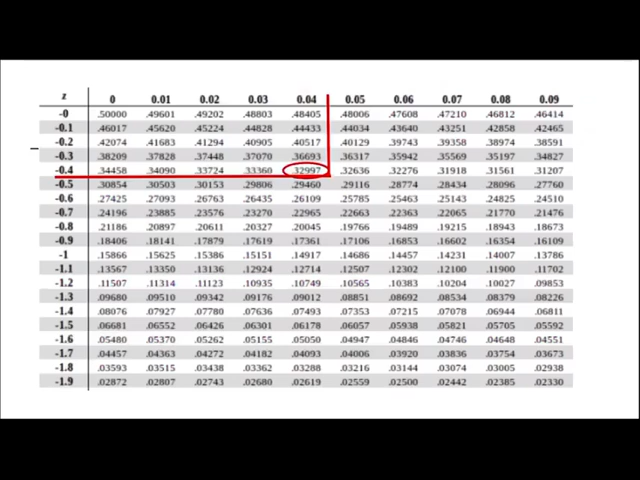 z 0 0.01 0.02 0.03 0.04 0.05 0.06 0.07 0.08 0.09
-0 .50000 .49601 .49202 .48803 .48405 .48006 .47608 .47210 .46812 .46414
-0.1 .46017 .45620 .45224 .44828 .44433 .44034 .43640 .43251 .42858 .42465
-0.2 .42074 .41683 .41294 .40905 .40517 .40129 .39743 .39358 .38974 .38591
-0.3 .38209 .37828 .37448 .37070 .36693 .36317 .35942 .35569 .35197 .34827
-0.4 .34458 .34090 .33724 .33360 .32997 .32636 .32276 .31918 .31561 .31207
-0.5 .30854 .30503 .30153 .29806 .29460 .29116 .28774 .28434 .28096 .27760
-0.6 .27425 .27093 .26763 .26435 .26109 .25785 .25463 .25143 .24825 .24510
-0.7 .24196 .23885 .23576 .23270 .22965 .22663 .22363 .22065 .21770 .21476
-0.8 .21186 .20897 .20611 .20327 .20045 .19766 .19489 .19215 .18943 .18673
-0.9 .18406 .18141 .17879 .17619 .17361 .17106 .16853 .16602 .16354 .16109
-1 .15866 .15625 .15386 .15151 .14917 .14686 .14457 .14231 .14007 .13786
-1.1 .13567 .13350 .13136 .12924 .12714 .12507 .12302 .12100 .11900 .11702
-1.2 .11507 .11314 .11123 .10935 .10749 .10565 .10383 .10204 .10027 .09853
-1.3 .09680 .09510 .09342 .09176 .09012 .08851 .08692 .08534 .08379 .08226
-1.4 .08076 .07927 .07780 .07636 .07493 .07353 .07215 .07078 .06944 .06811
-1.5 .06681 .06552 .06426 .06301 .06178 .06057 .05938 .05821 .05705 .05592
-1.6 .05480 .05370 .05262 .05155 .05050 .04947 .04846 .04746 .04648 .04551
-1.7 .04457 .04363 .04272 .04182 .04093 .04006 .03920 .03836 .03754 .03673
-1.8 .03593 .03515 .03438 .03362 .03288 .03216 .03144 .03074 .03005 .02938
-1.9 .02872 .02807 .02743 .02680 .02619 .02559 .02500 .02442 .02385 .02330